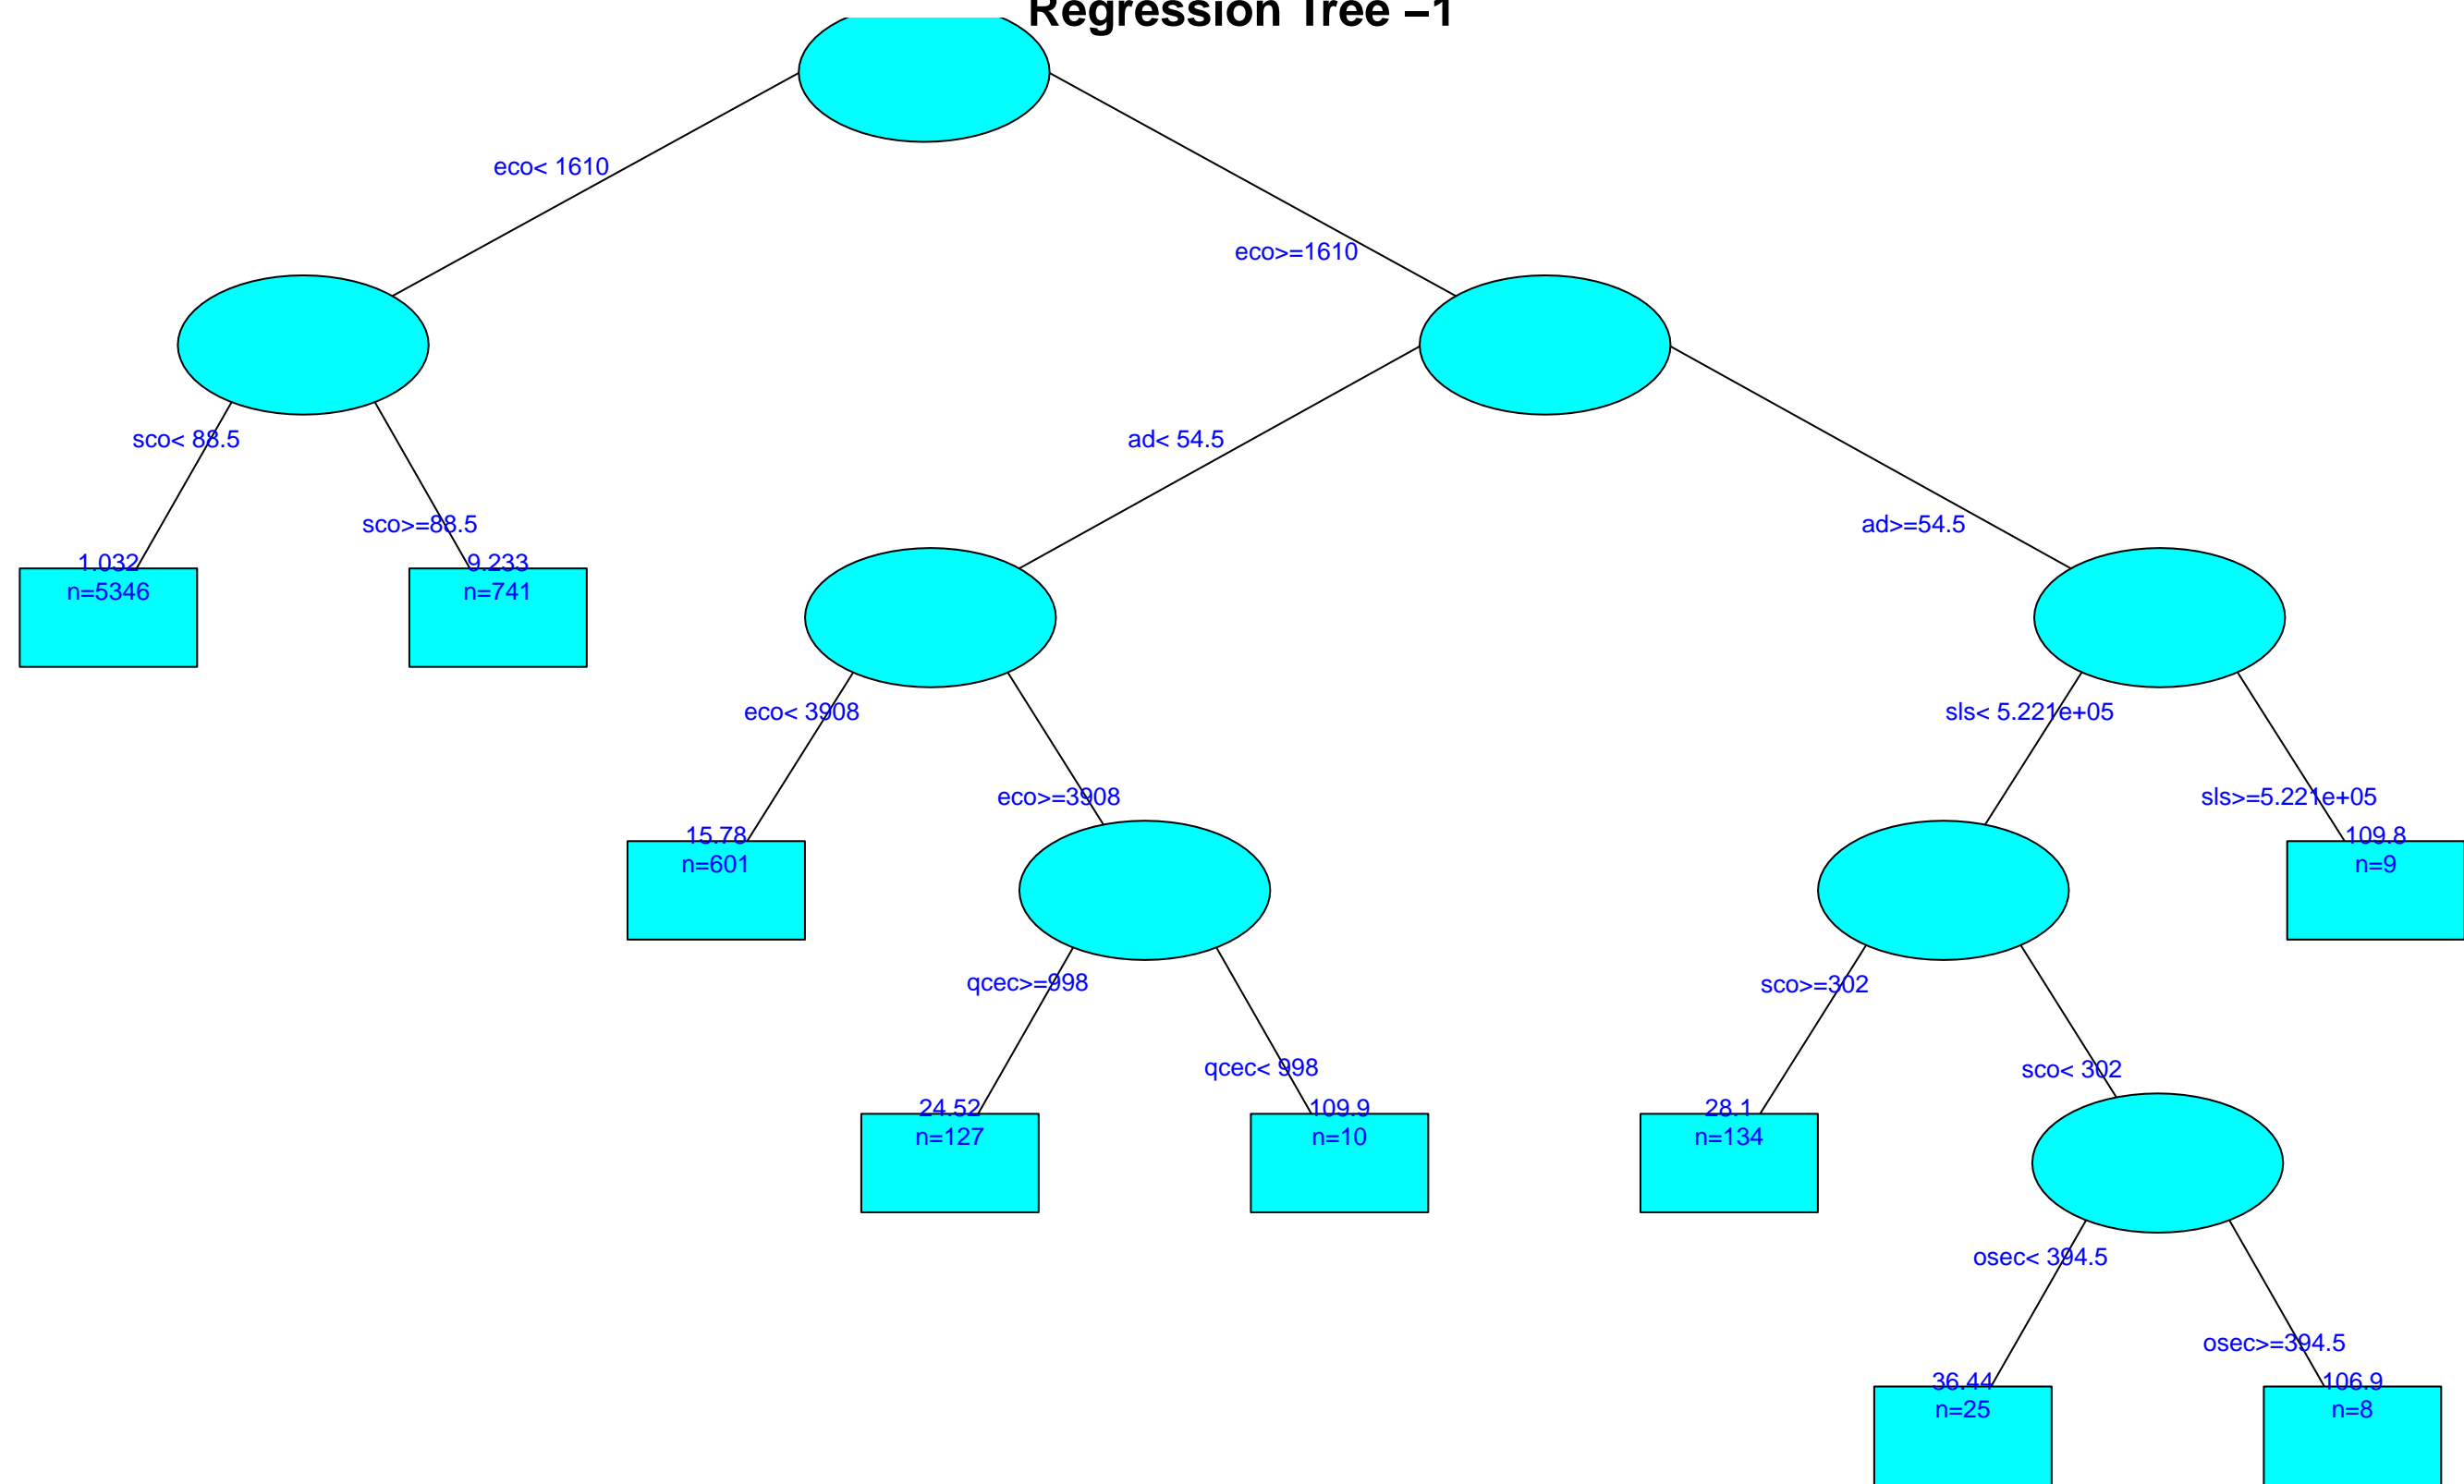 Regression Tree −1
eco< 1610
eco>=1610
sco< 88.5
ad< 54.5
sco>=88.5
ad>=54.5
1.032
n=5346
9.233
n=741
eco< 3908
sls< 5.221e+05
eco>=3908
sls>=5.221e+05
15.78
n=601
109.8
n=9
qcec>=998
sco>=302
qcec< 998
sco< 302
24.52
n=127
109.9
n=10
28.1
n=134
osec< 394.5
osec>=394.5
36.44
n=25
106.9
n=8